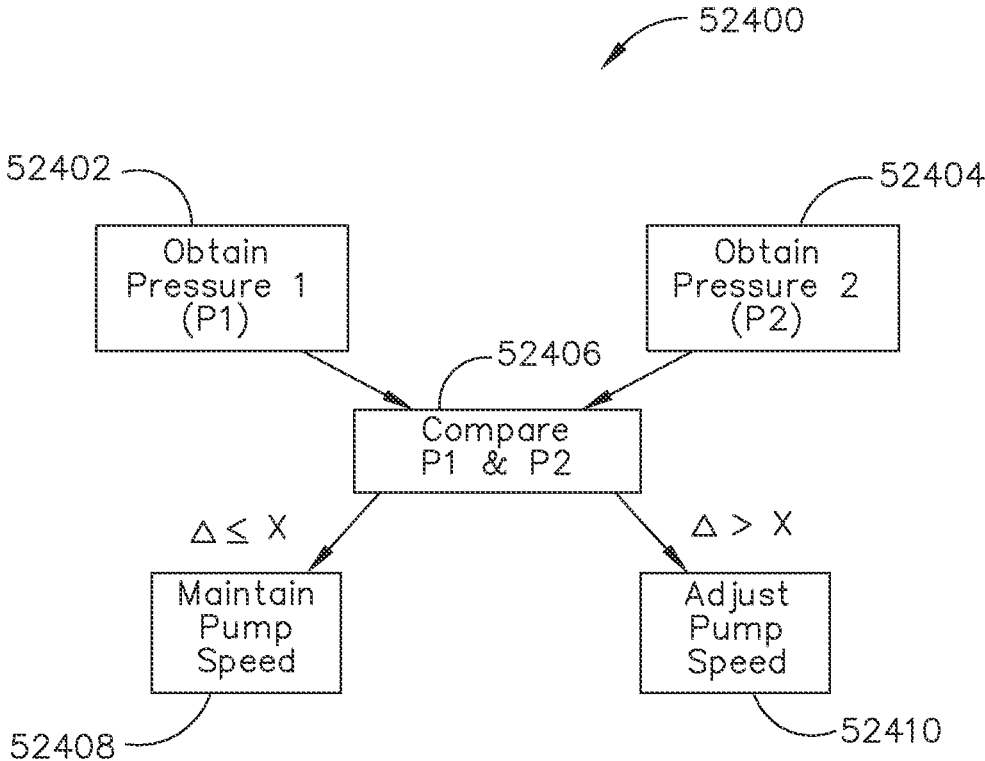 52400
52402
52404
Obtain
Pressure 1
(P1)
Obtain
Pressure 2
(P2)
52406
Compare
P1 & P2
Δ ≤ X
Δ > X
Maintain
Pump
Speed
Adjust
Pump
Speed
52408
52410